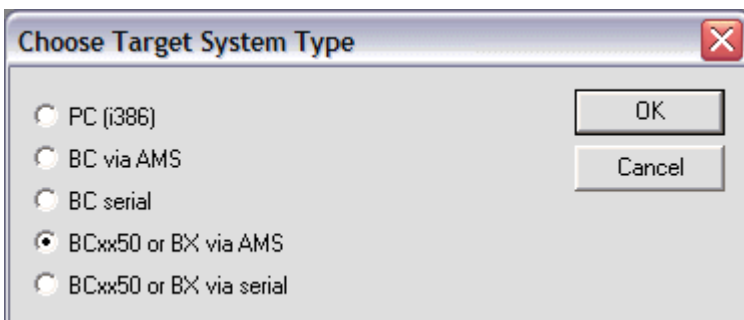 Choose Target System Type
PC (i386)
BC via AMS
BC serial
BCxx50 or BX via AMS
BCxx50 or BX via serial
OK
Cancel